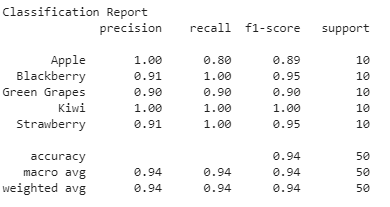 Classification Report
precision recall f1-score support
Apple 1.00 0.80 0.89 10
Blackberry 0.91 1.00 0.95 10
Green Grapes 0.90 0.90 0.90 10
Kiwi 1.00 1.00 1.00 10
Strawberry 0.91 1.00 0.95 10
accuracy 0.94 50
macro avg 0.94 0.94 0.94 50
weighted avg 0.94 0.94 0.94 50